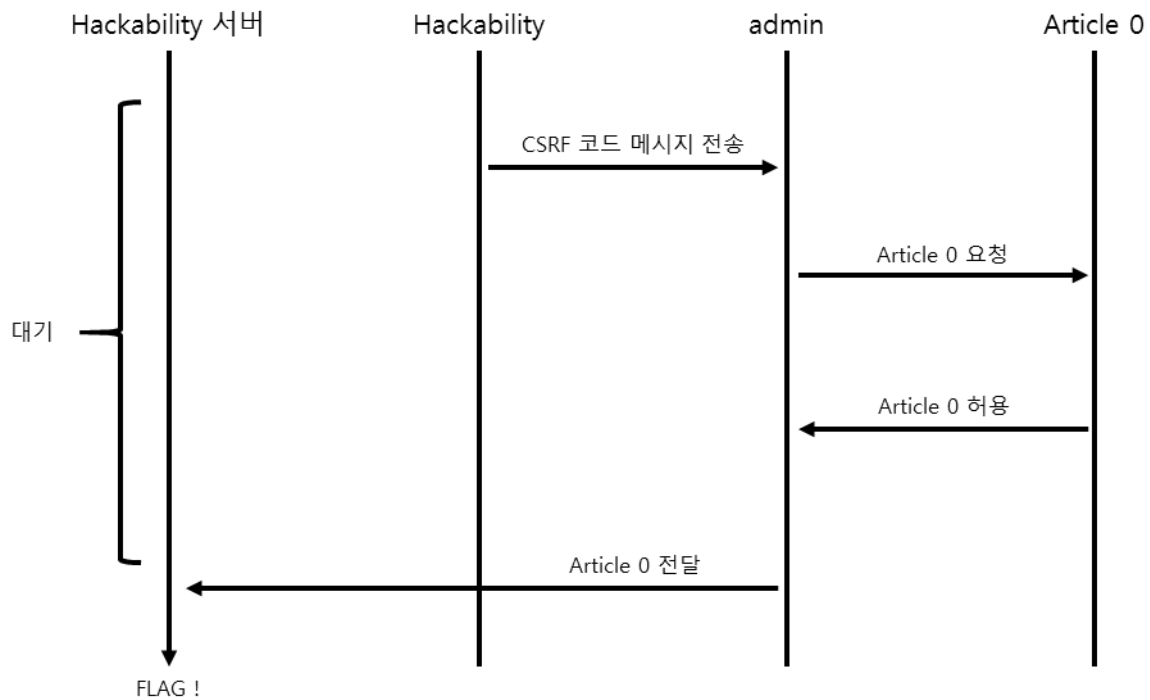 Hackability 서버
Hackability
admin
Article 0
CSRF 코드 메시지 전송
Article 0 요청
대기
Article 0 허용
Article 0 전달
FLAG !